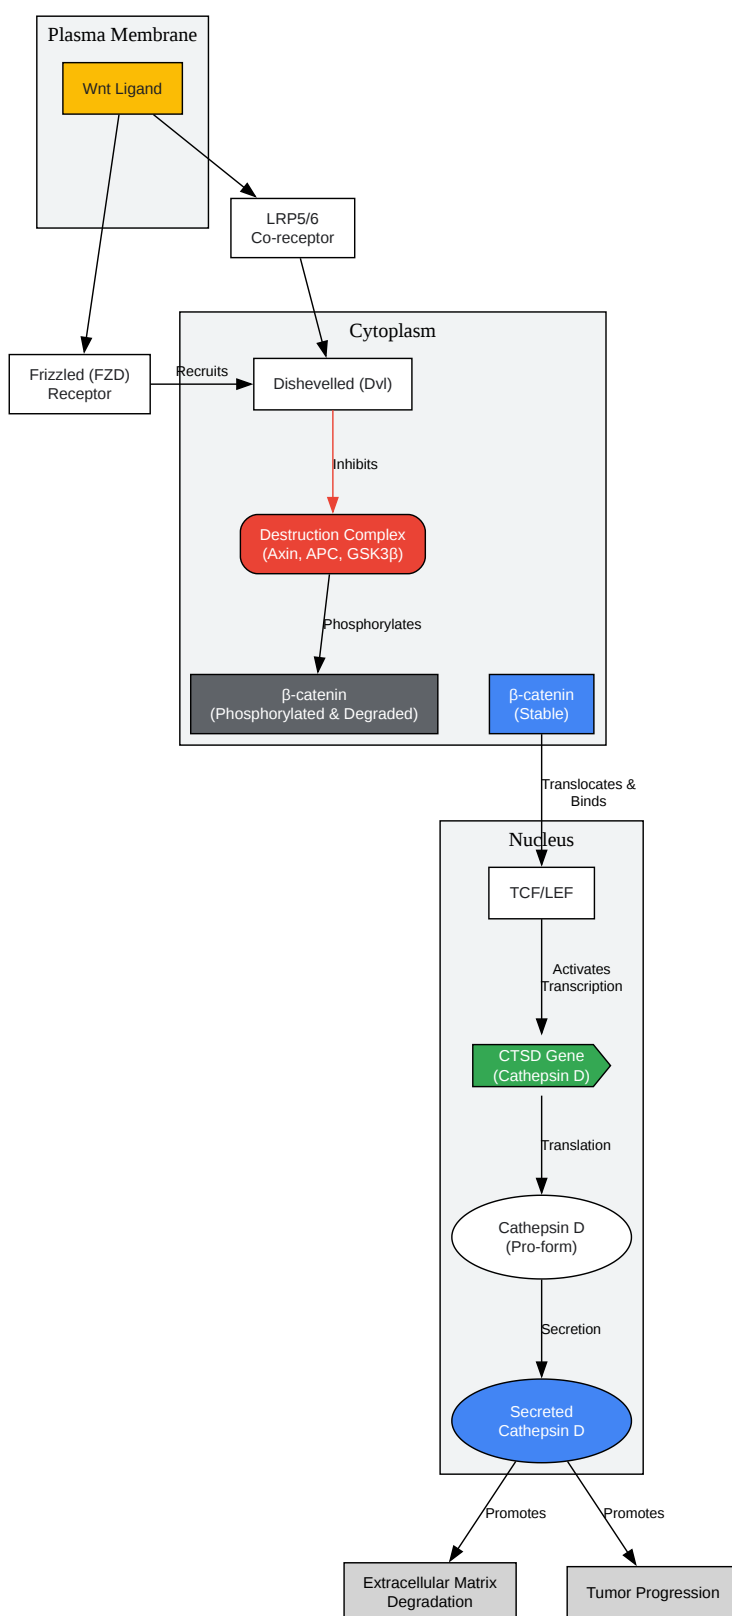 Plasma Membrane
Wnt Ligand
LRP5/6
Co-receptor
Cytoplasm
Frizzled (FZD)
Receptor
Recruits
Dishevelled (Dvl)
Inhibits
Destruction Complex
(Axin, APC, GSK3β)
Phosphorylates
β-catenin
(Phosphorylated & Degraded)
β-catenin
(Stable)
Translocates &
Binds
Nucleus
TCF/LEF
Activates
Transcription
CTSD Gene
(Cathepsin D)
Translation
Cathepsin D
(Pro-form)
Secretion
Secreted
Cathepsin D
Promotes
Promotes
Extracellular Matrix
Degradation
Tumor Progression